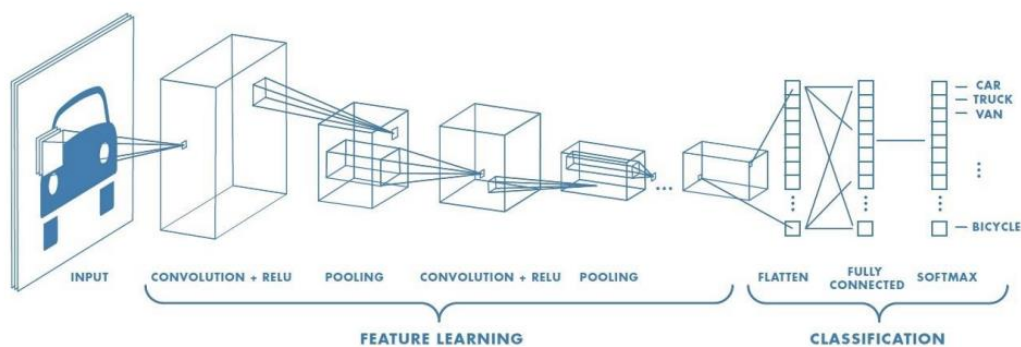 CAR
TRUCK
VAN
BICYCLE
INPUT
CONVOLUTION + RELU
POOLING
CONVOLUTION + RELU
POOLING
FLATTEN
FULLY
CONNECTED
SOFTMAX
FEATURE LEARNING
CLASSIFICATION